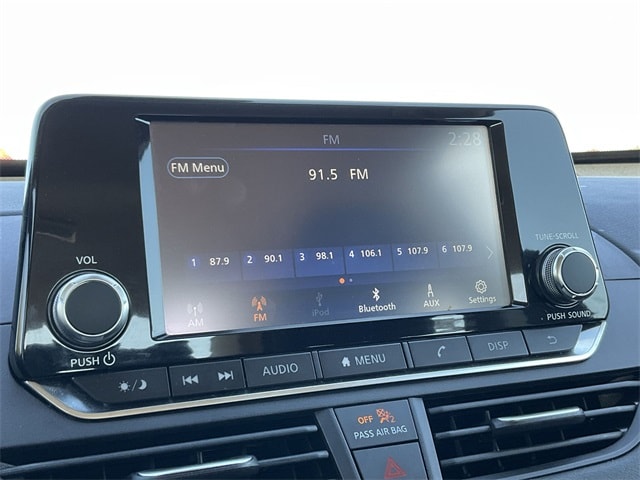 FM 2:28
FM Menu
91.5 FM
1 87.9 2 90.1 3 98.1 4 106.1 5 107.9 6 107.9
AM FM iPod Bluetooth AUX Settings
VOL
PUSH
TUNE·SCROLL
PUSH SOUND
AUDIO MENU DISP
OFF 2
PASS AIR BAG